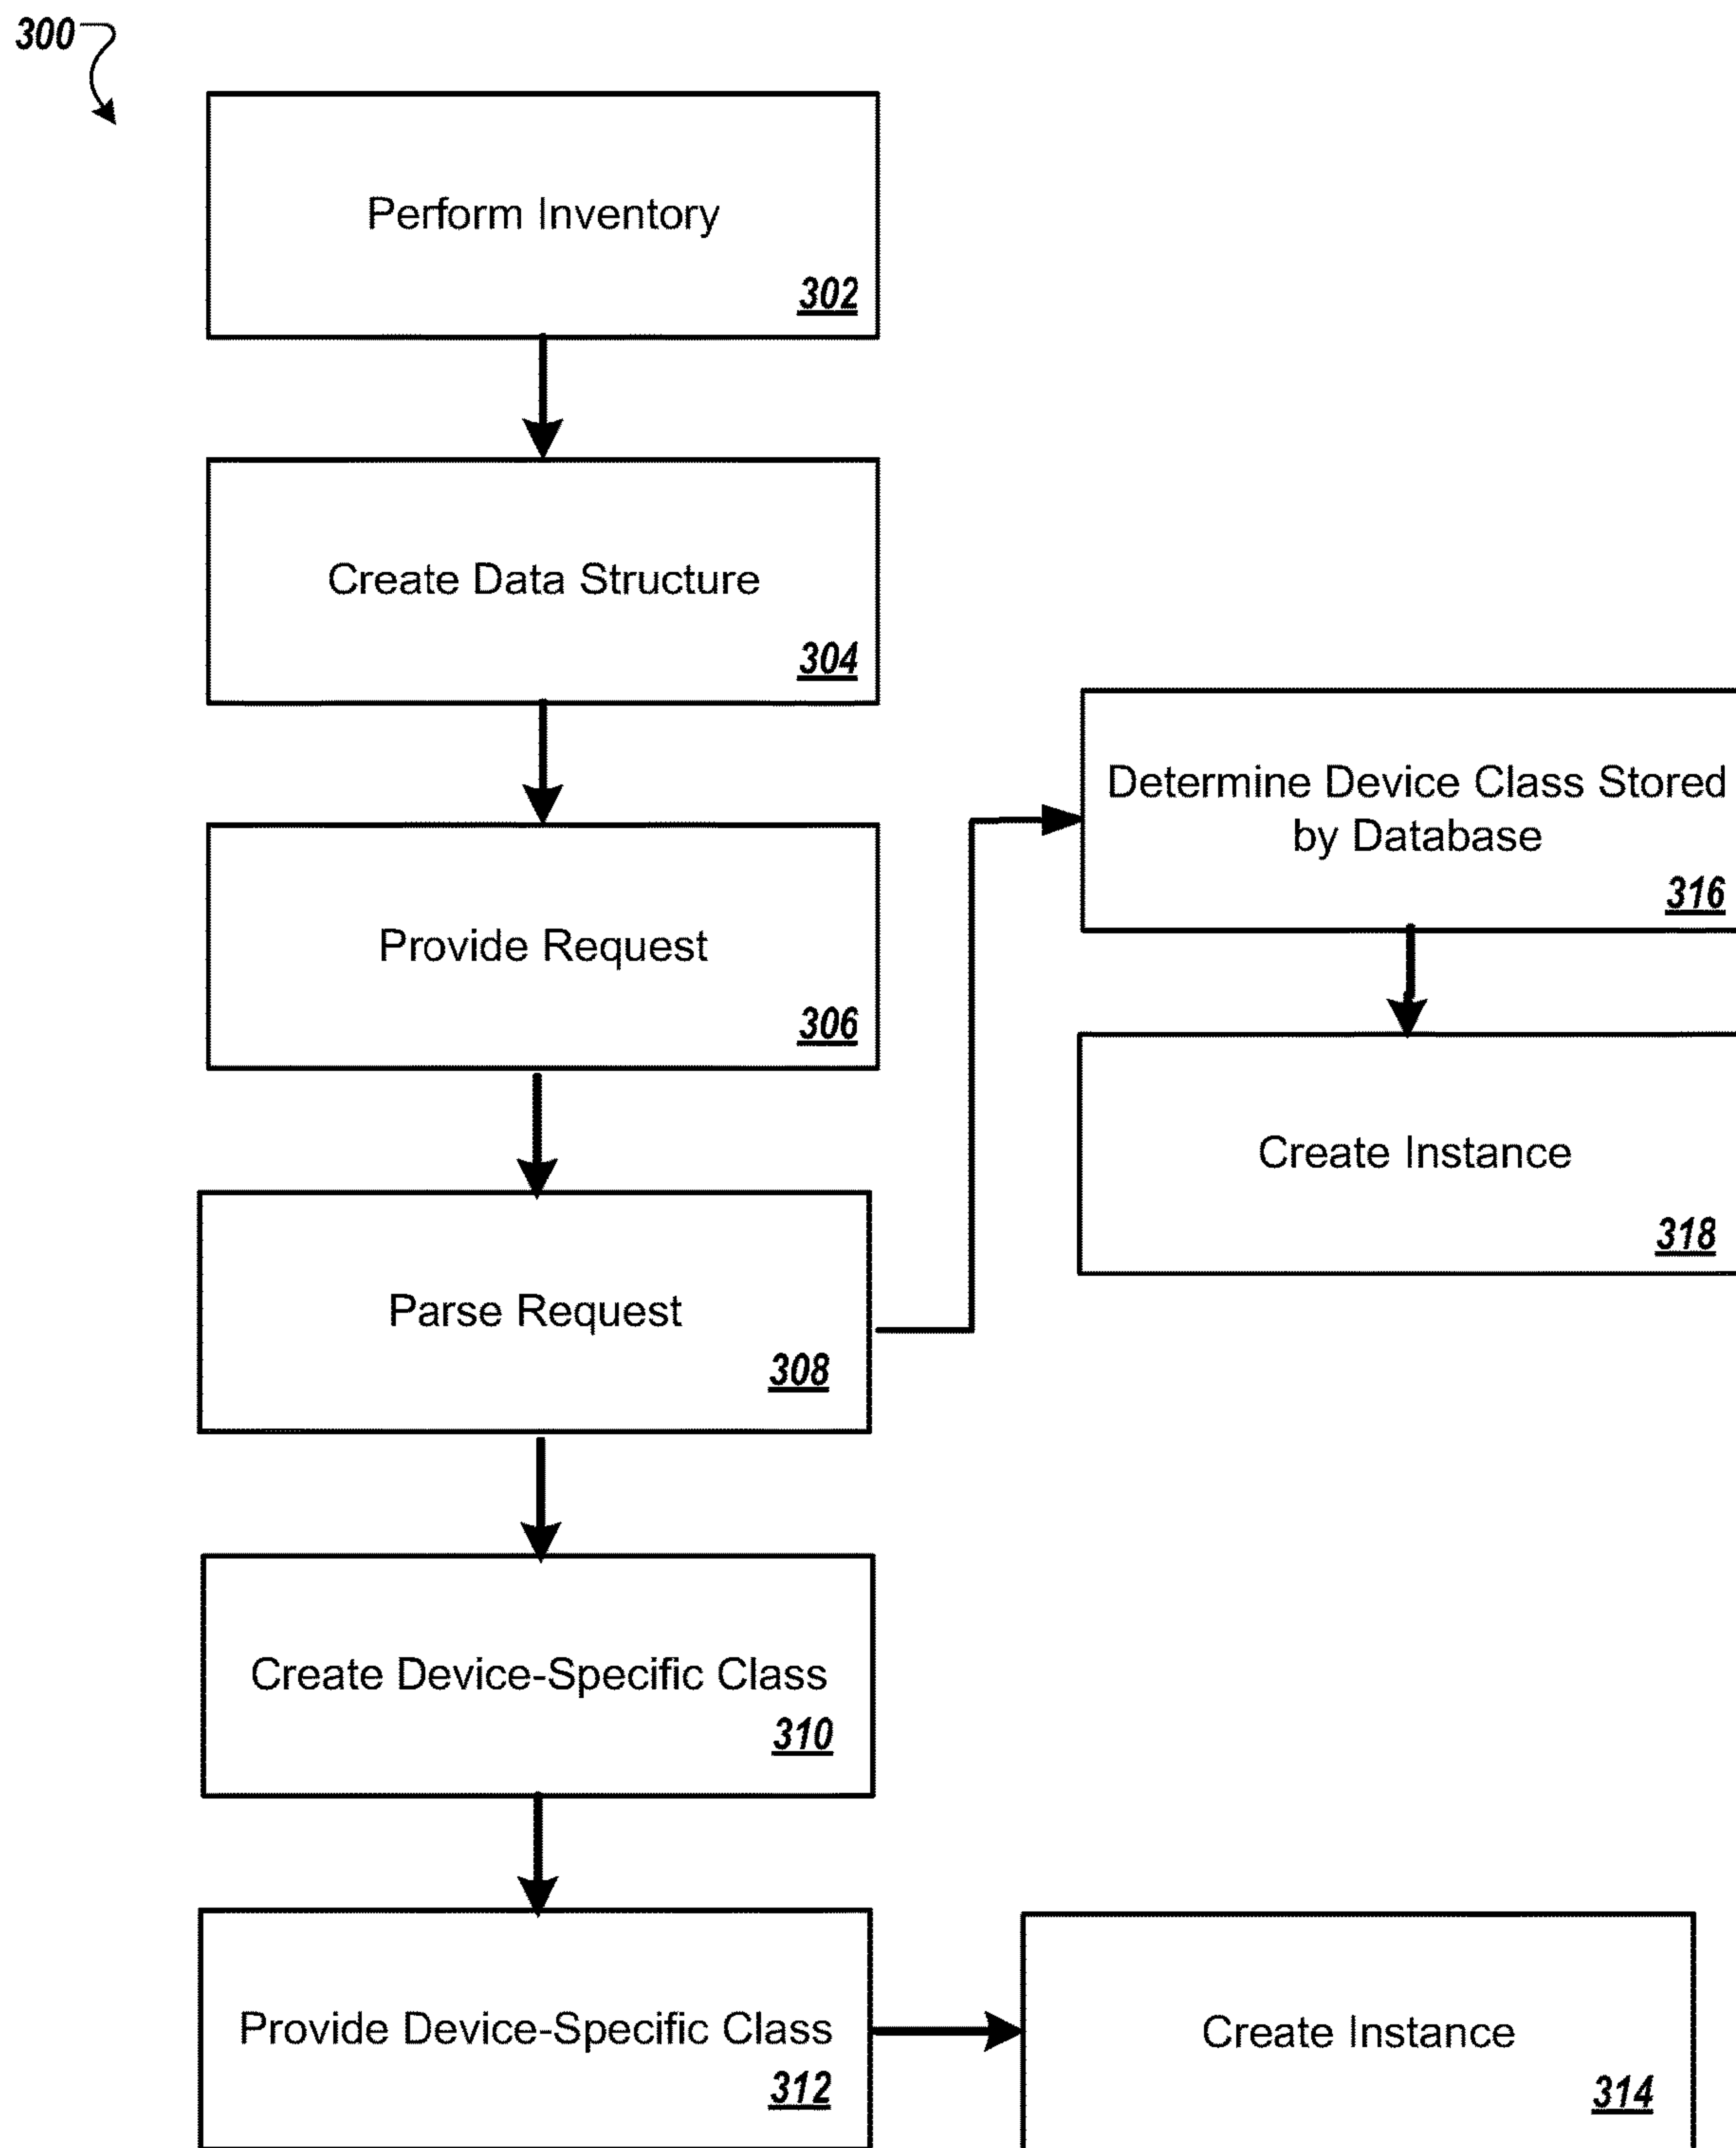 300
Perform Inventory
302
Create Data Structure
304
Provide Request
306
Parse Request
308
Determine Device Class Stored
by Database
316
Create Instance
318
Create Device-Specific Class
310
Provide Device-Specific Class
312
Create Instance
314